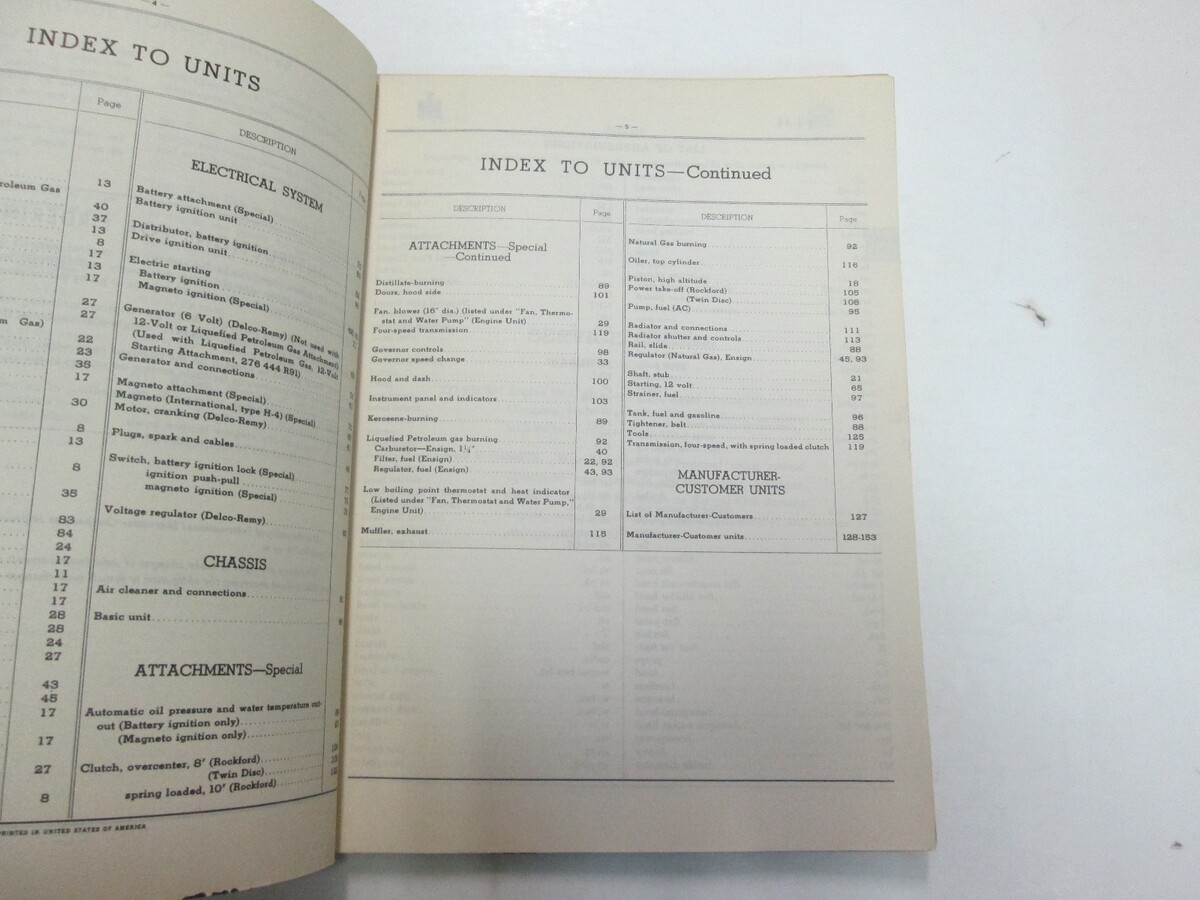 — 4 —
INDEX TO UNITS
Page
roleum Gas 13
40
37
13
8
17
13
17
27
m Gas) 27
22
23
35
17
30
8
13
8
35
83
84
24
17
11
17
17
28
28
24
27
43
45
17
17
27
8
PRINTED IN UNITED STATES OF AMERICA
DESCRIPTION
ELECTRICAL SYSTEM
Battery attachment (Special)
Battery ignition unit
Distributor, battery ignition
Drive ignition unit
Electric starting
Battery ignition
Magneto ignition (Special)
Generator (6 Volt) (Delco-Remy) (Not used with
12-Volt or Liquefied Petroleum Gas Attachment)
(Used with Liquefied Petroleum Gas, 12-Volt
Starting Attachment, 276 444 R91)
Generator and connections
Magneto attachment (Special)
Magneto (International, type H-4) (Special)
Motor, cranking (Delco-Remy)
Plugs, spark and cables
Switch, battery ignition lock (Special)
ignition push-pull
magneto ignition (Special)
Voltage regulator (Delco-Remy)
CHASSIS
Air cleaner and connections
Basic unit
ATTACHMENTS—Special
Automatic oil pressure and water temperature cut-
out (Battery ignition only)
(Magneto ignition only)
Clutch, overcenter, 8" (Rockford)
(Twin Disc)
spring loaded, 10" (Rockford)
— 5 —
INDEX TO UNITS—Continued
DESCRIPTION Page
ATTACHMENTS—Special
—Continued
Distillate-burning 89
Doors, hood side 101
Fan, blower (16" dia.) (listed under "Fan, Thermo-
stat and Water Pump" (Engine Unit) 29
Four-speed transmission 119
Governor controls 98
Governor speed change 33
Hood and dash 100
Instrument panel and indicators 103
Kerosene-burning 89
Liquefied Petroleum gas burning 92
Carburetor—Ensign, 1¼" 40
Filter, fuel (Ensign) 22, 92
Regulator, fuel (Ensign) 43, 93
Low boiling point thermostat and heat indicator
(Listed under "Fan, Thermostat and Water Pump,"
Engine Unit) 29
Muffler, exhaust 115
DESCRIPTION Page
Natural Gas burning 92
Oiler, top cylinder 116
Piston, high altitude 18
Power take-off (Rockford) 105
(Twin Disc) 108
Pump, fuel (AC) 95
Radiator and connections 111
Radiator shutter and controls 113
Rail, slide 88
Regulator (Natural Gas), Ensign 45, 93
Shaft, stub 21
Starting, 12 volt 65
Strainer, fuel 97
Tank, fuel and gasoline 96
Tightener, belt 88
Tools 125
Transmission, four-speed, with spring loaded clutch 119
MANUFACTURER-
CUSTOMER UNITS
List of Manufacturer-Customers 127
Manufacturer-Customer units 128-153